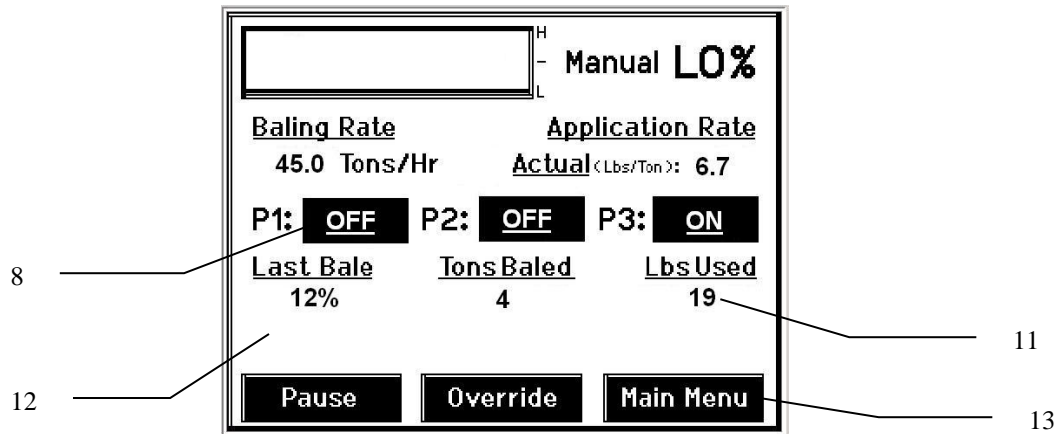 H
–
L
Manual LO%
Baling Rate Application Rate
45.0 Tons/Hr Actual (Lbs/Ton): 6.7
P1: OFF P2: OFF P3: ON
8
Last Bale Tons Baled Lbs Used
12% 4 19
11
12
Pause Override Main Menu
13